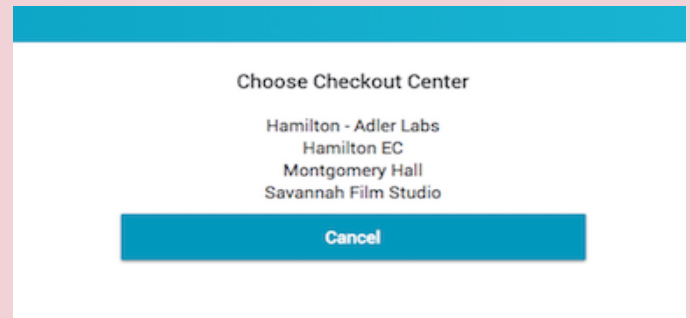 Choose Checkout Center
Hamilton - Adler Labs
Hamilton EC
Montgomery Hall
Savannah Film Studio
Cancel